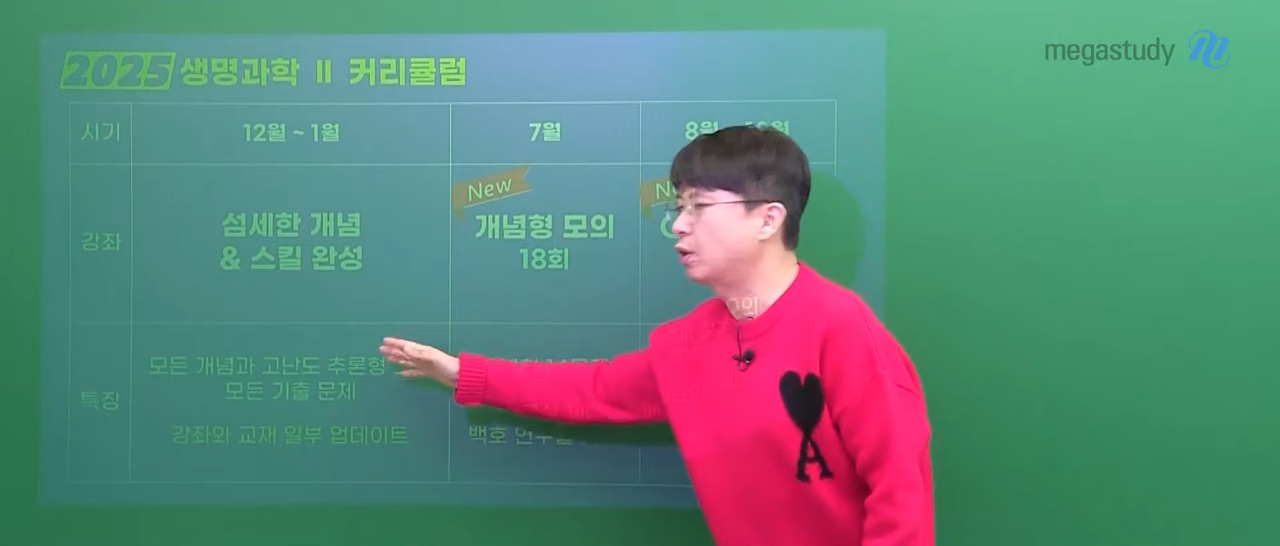 megastudy
2025 생명과학 II 커리큘럼
시기
12월 ~ 1월
7월
8월
강좌
섬세한 개념
& 스킬 완성
New
개념형 모의
18회
특징
모든 개념과 고난도 추론형
모든 기출 문제
강좌와 교재 일부 업데이트
백호
A